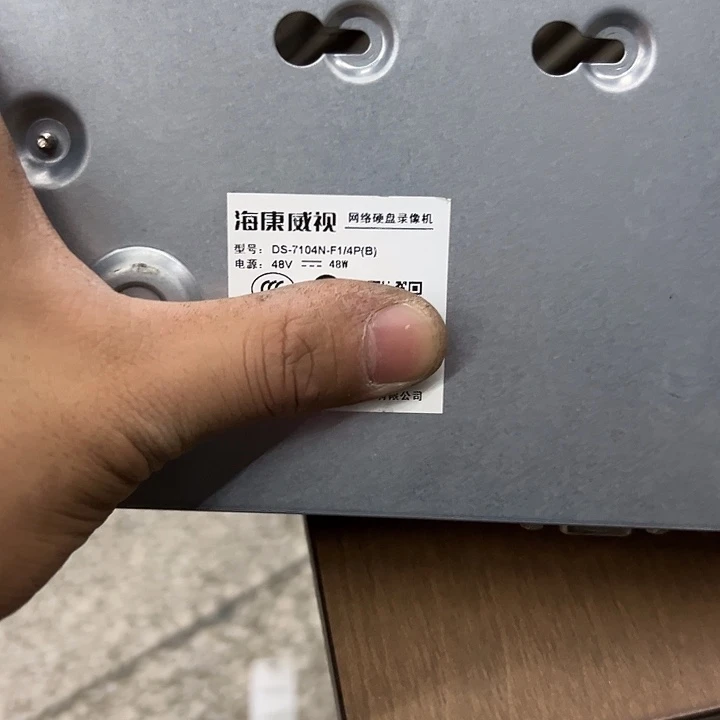 海康威视 网络硬盘录像机
型号: DS-7104N-F1/4P(B)
电源: 48V ⎓ 48W
有限公司